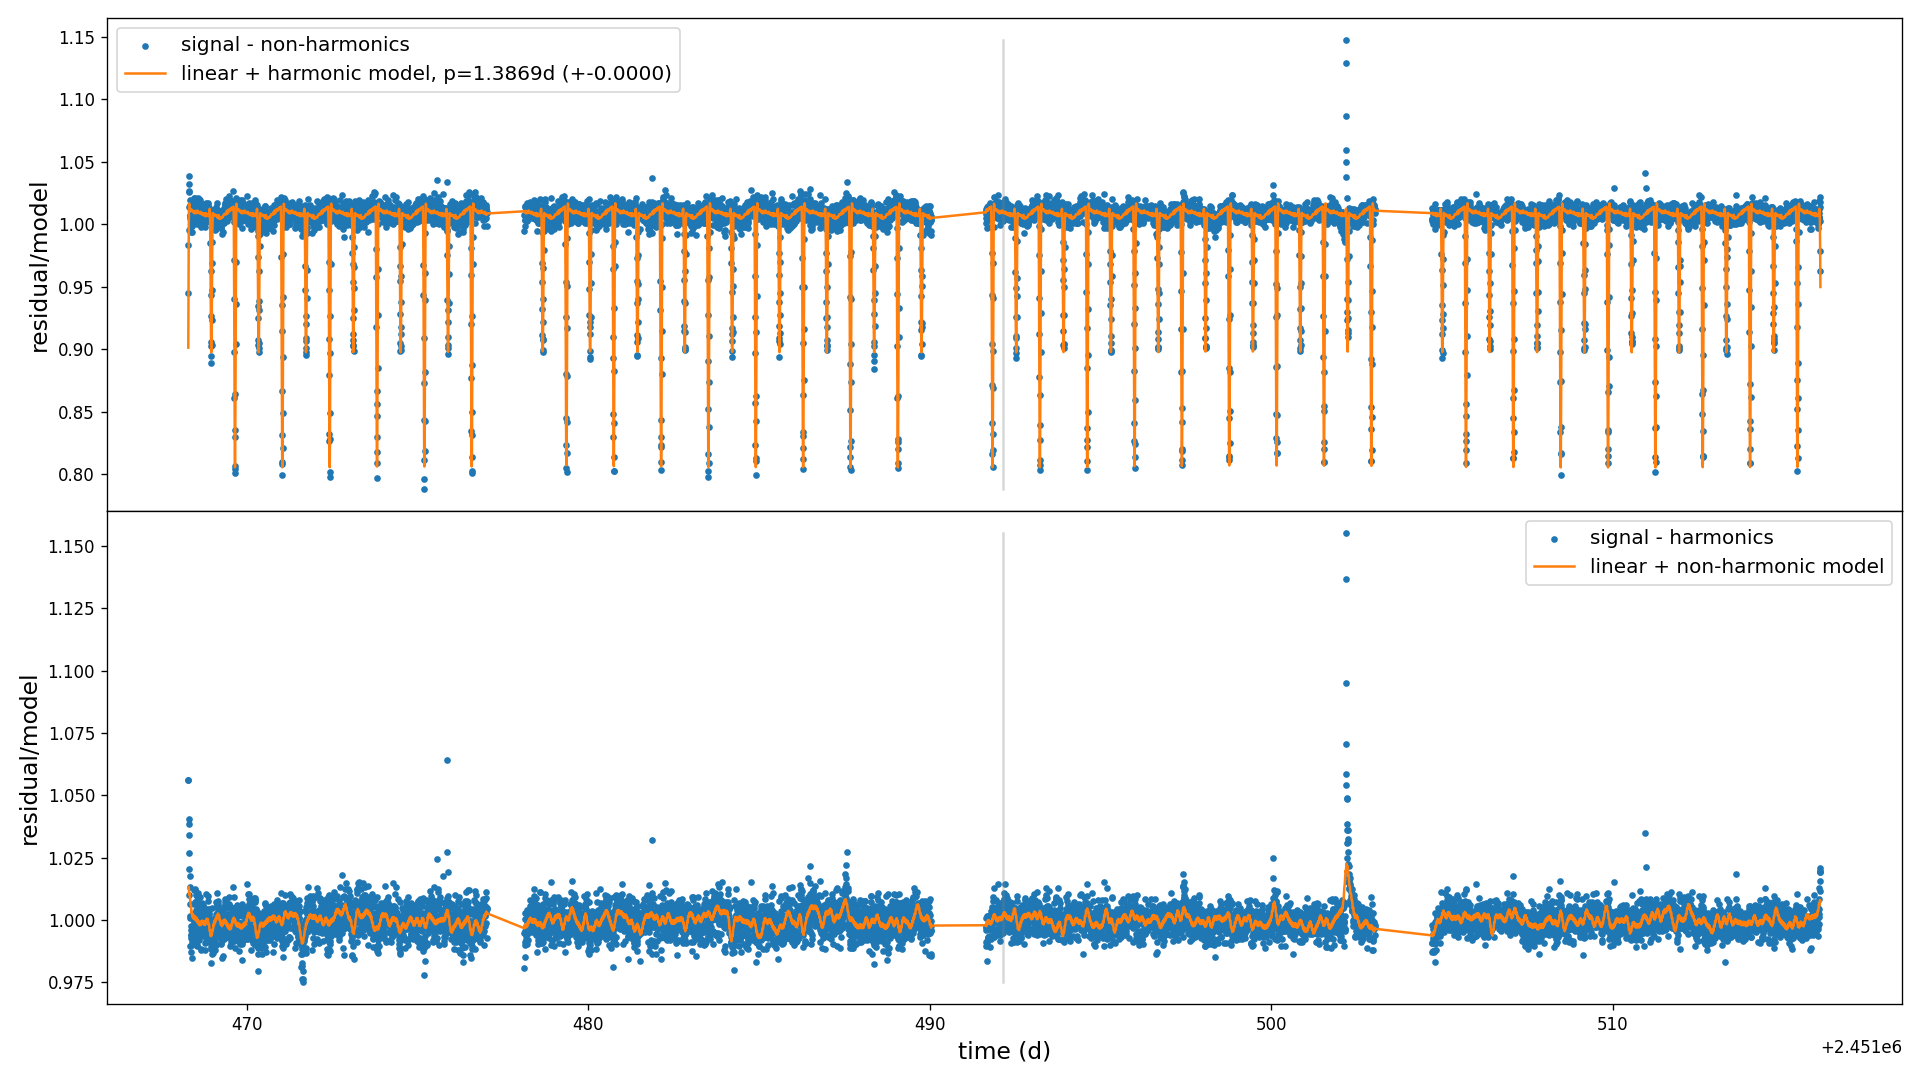 1.15
1.10
1.05
1.00
0.95
0.90
0.85
0.80
residual/model
signal - non-harmonics
linear + harmonic model, p=1.3869d (+-0.0000)
1.150
1.125
1.100
1.075
1.050
1.025
1.000
0.975
residual/model
signal - harmonics
linear + non-harmonic model
470
480
490
500
510
time (d)
+2.451e6